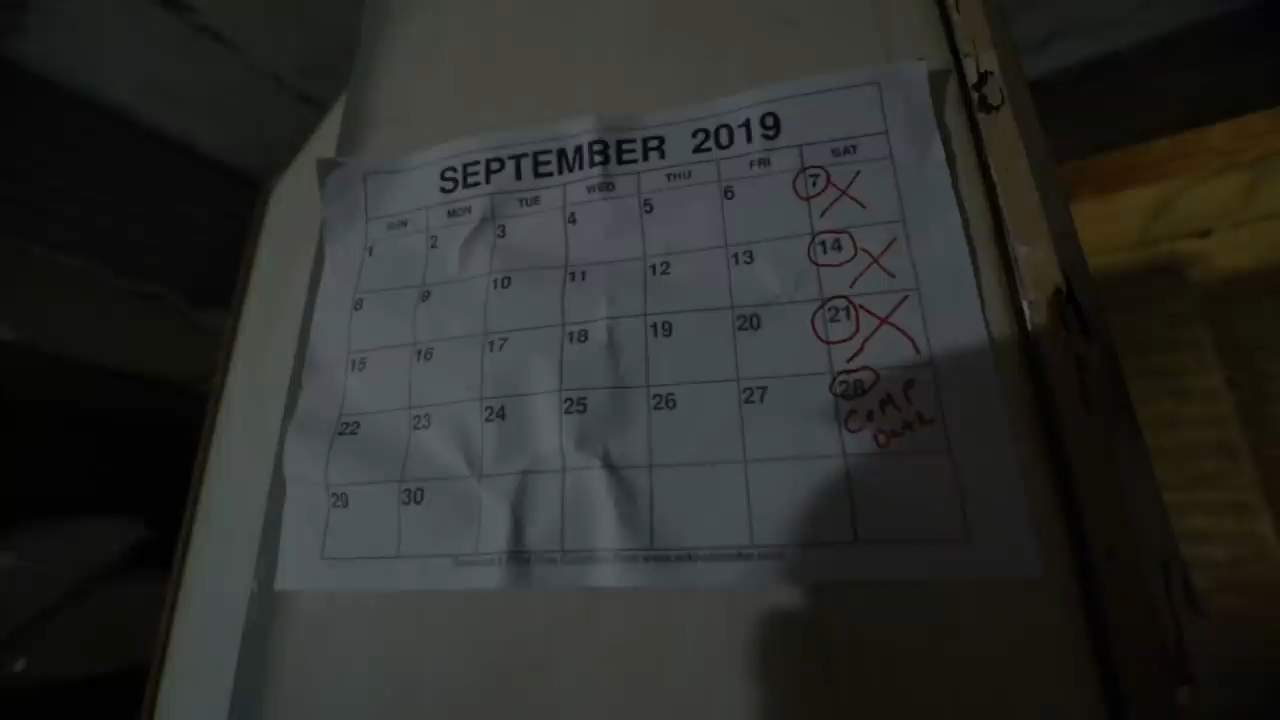 SEPTEMBER 2019
SUN MON TUE WED THU FRI SAT
1 2 3 4 5 6 7
8 9 10 11 12 13 14
15 16 17 18 19 20 21
22 23 24 25 26 27 28
COMP
Date
29 30